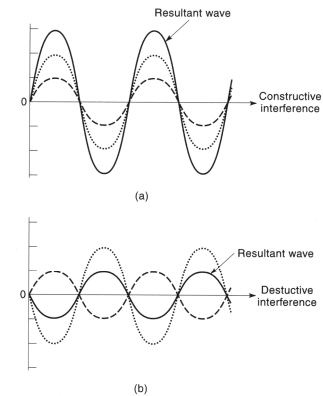 Resultant wave
0
Constructive
interference
(a)
Resultant wave
0
Destuctive
interference
(b)